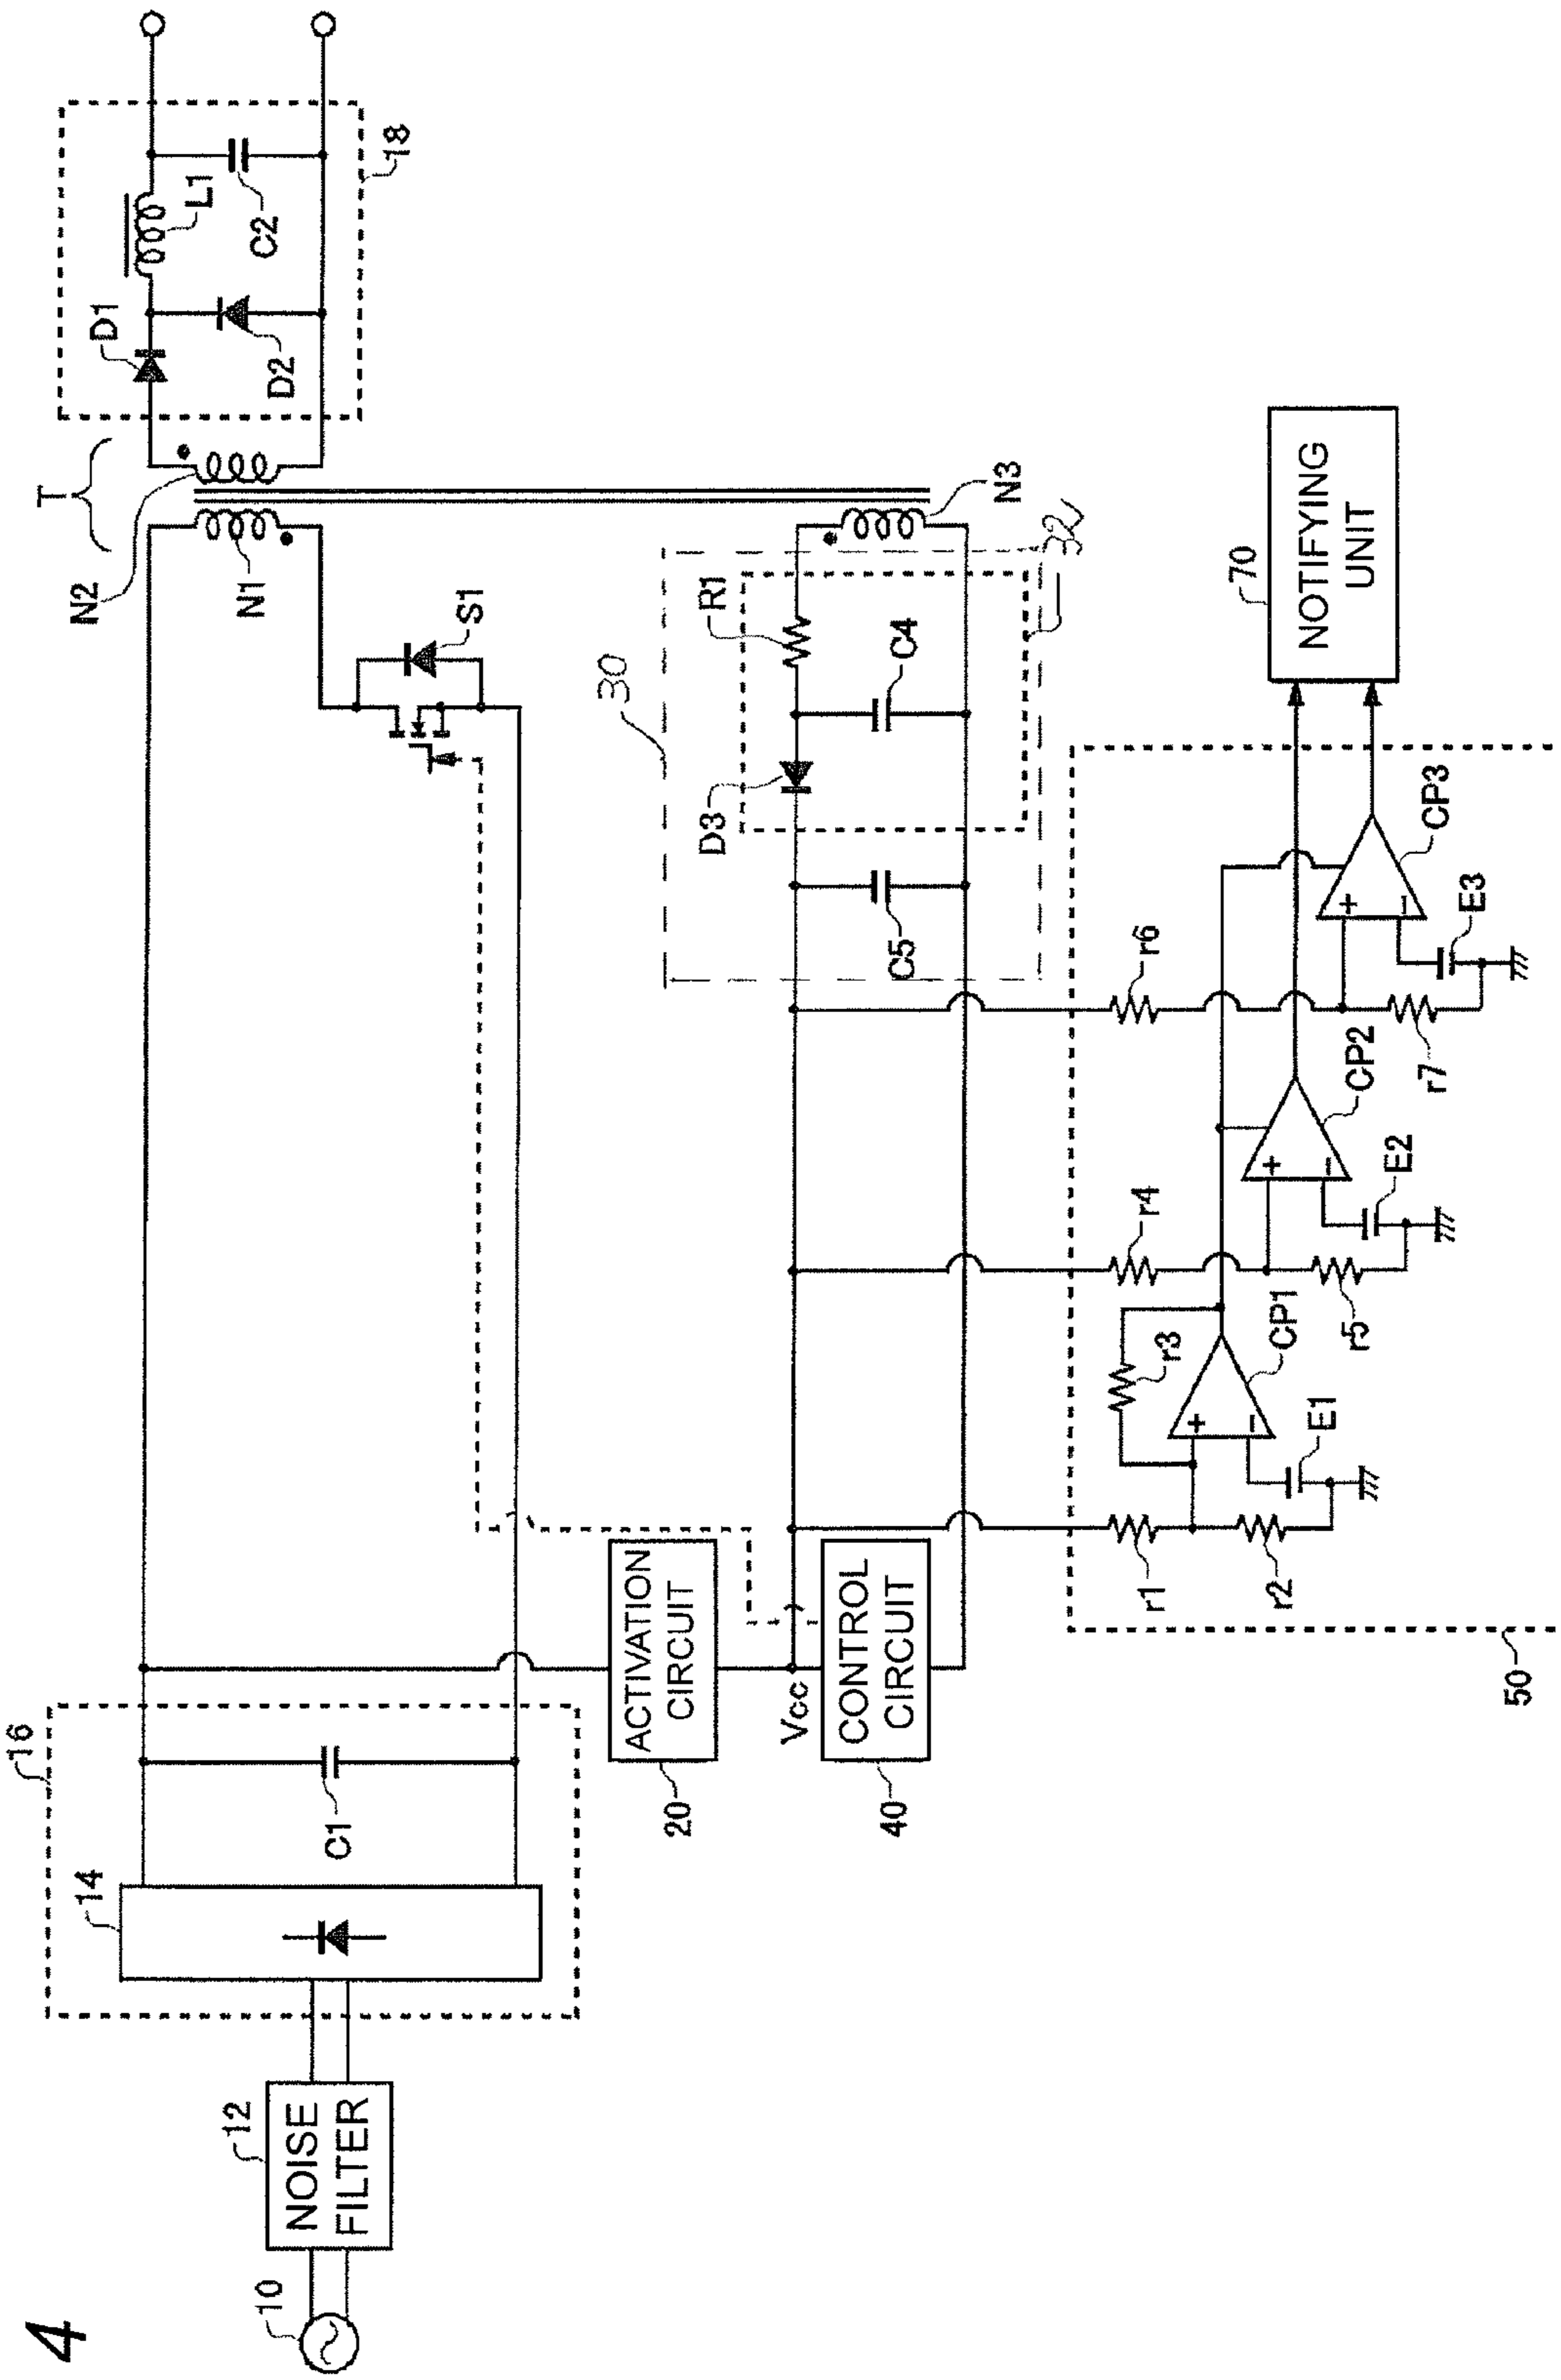 4
10
12
NOISE
FILTER
16
14
C1
T
N2
N1
S1
D1
D2
L1
C2
18
20
ACTIVATION
CIRCUIT
Vcc
40
CONTROL
CIRCUIT
30
32
D3
R1
C4
C5
N3
50
r1
r2
r3
E1
CP1
+
−
r4
r5
E2
CP2
+
−
r6
r7
E3
CP3
+
−
70
NOTIFYING
UNIT